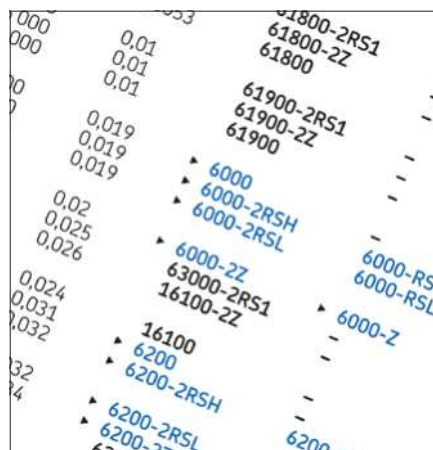 61800-2RS1
61800-2Z –
61800 –
0,01 61900-2RS1 –
0,01 61900-2Z –
0,01 61900 –
0,019 ▸ 6000 –
0,019 ▸ 6000-2RSH
0,019 ▸ 6000-2RSL 6000-RSL
0,02 ▸ 6000-2Z ▸ 6000-Z
0,025 63000-2RS1 –
0,026 16100-2Z –
0,024 16100 –
0,031 ▸ 6200 –
0,032 ▸ 6200-2RSH
▸ 6200-2RSL